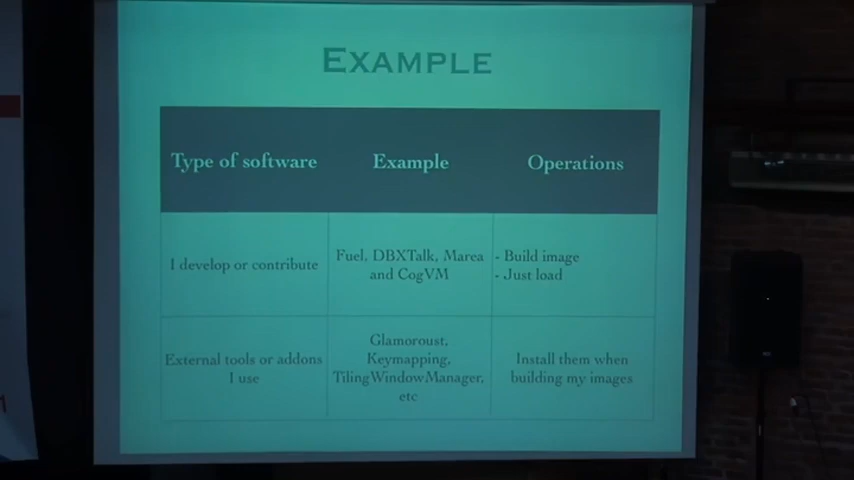 EXAMPLE
Type of software
Example
Operations
I develop or contribute
Fuel, DBXTalk, Marea
and CogVM
- Build image
- Just load
External tools or addons
I use
Glamoroust,
Keymapping,
TilingWindowManager,
etc
Install them when
building my images